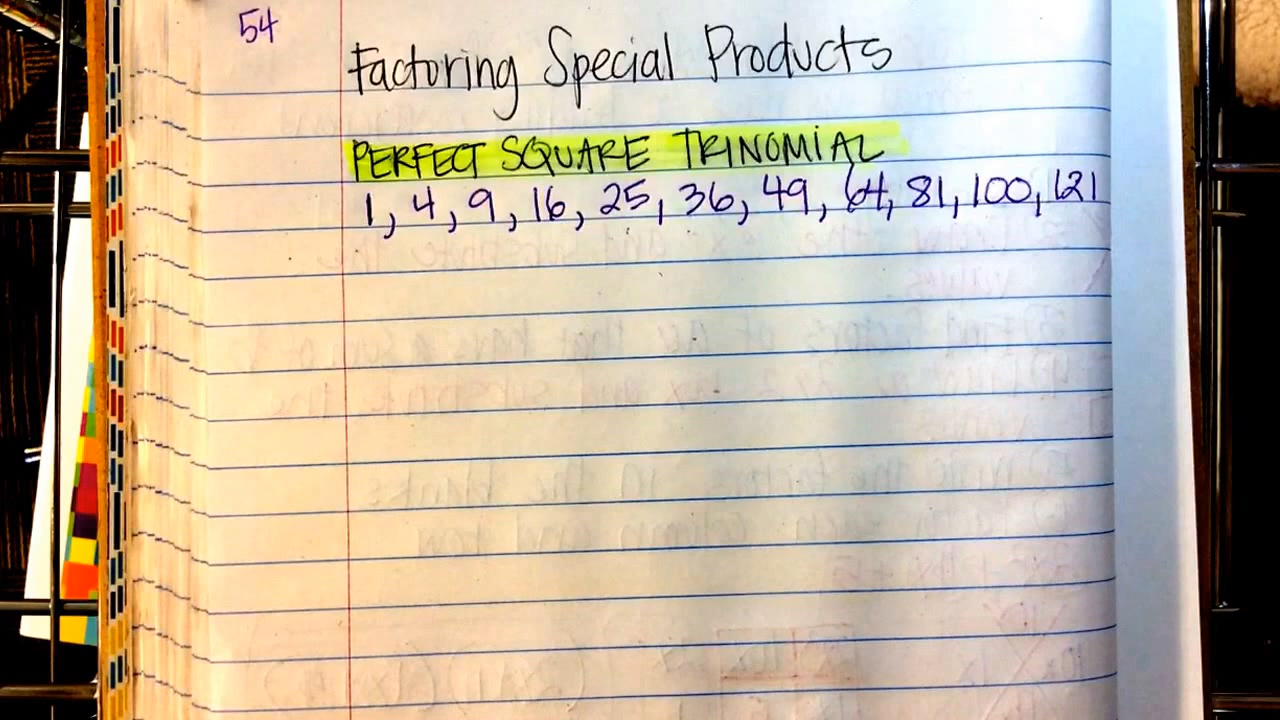 54
Factoring Special Products
PERFECT SQUARE TRINOMIAL
1, 4, 9, 16, 25, 36, 49, 64, 81, 100, 121